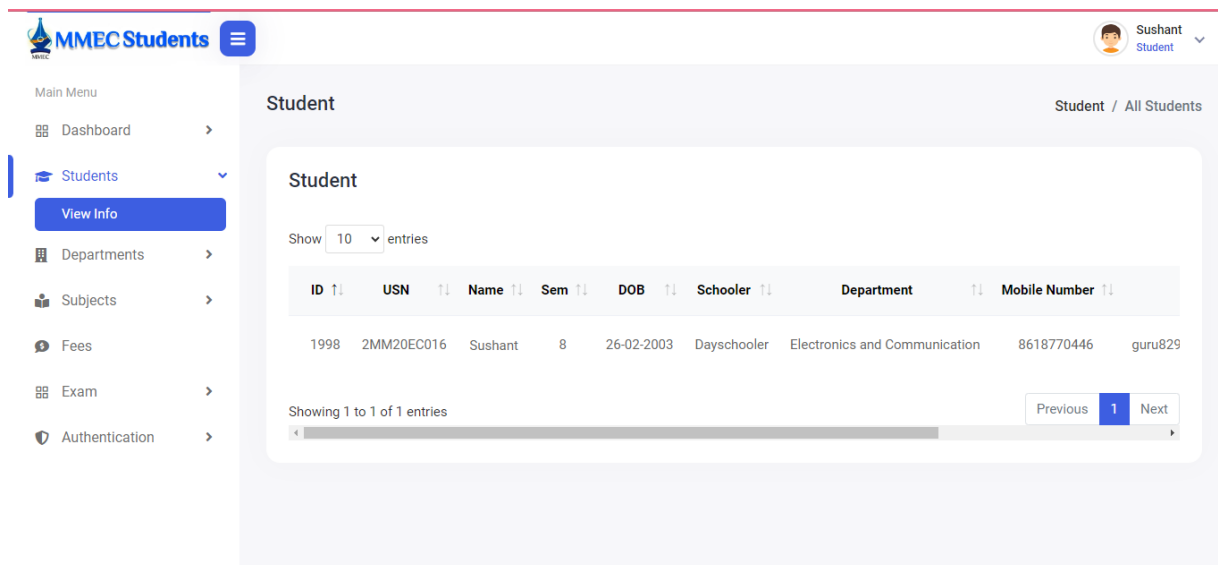 MMEC Students
MMEC
Sushant
Student
Main Menu
Dashboard
Students
View Info
Departments
Subjects
Fees
Exam
Authentication
Student
Student / All Students
Student
Show 10 entries
ID USN Name Sem DOB Schooler Department Mobile Number
1998 2MM20EC016 Sushant 8 26-02-2003 Dayschooler Electronics and Communication 8618770446 guru829
Showing 1 to 1 of 1 entries
Previous 1 Next